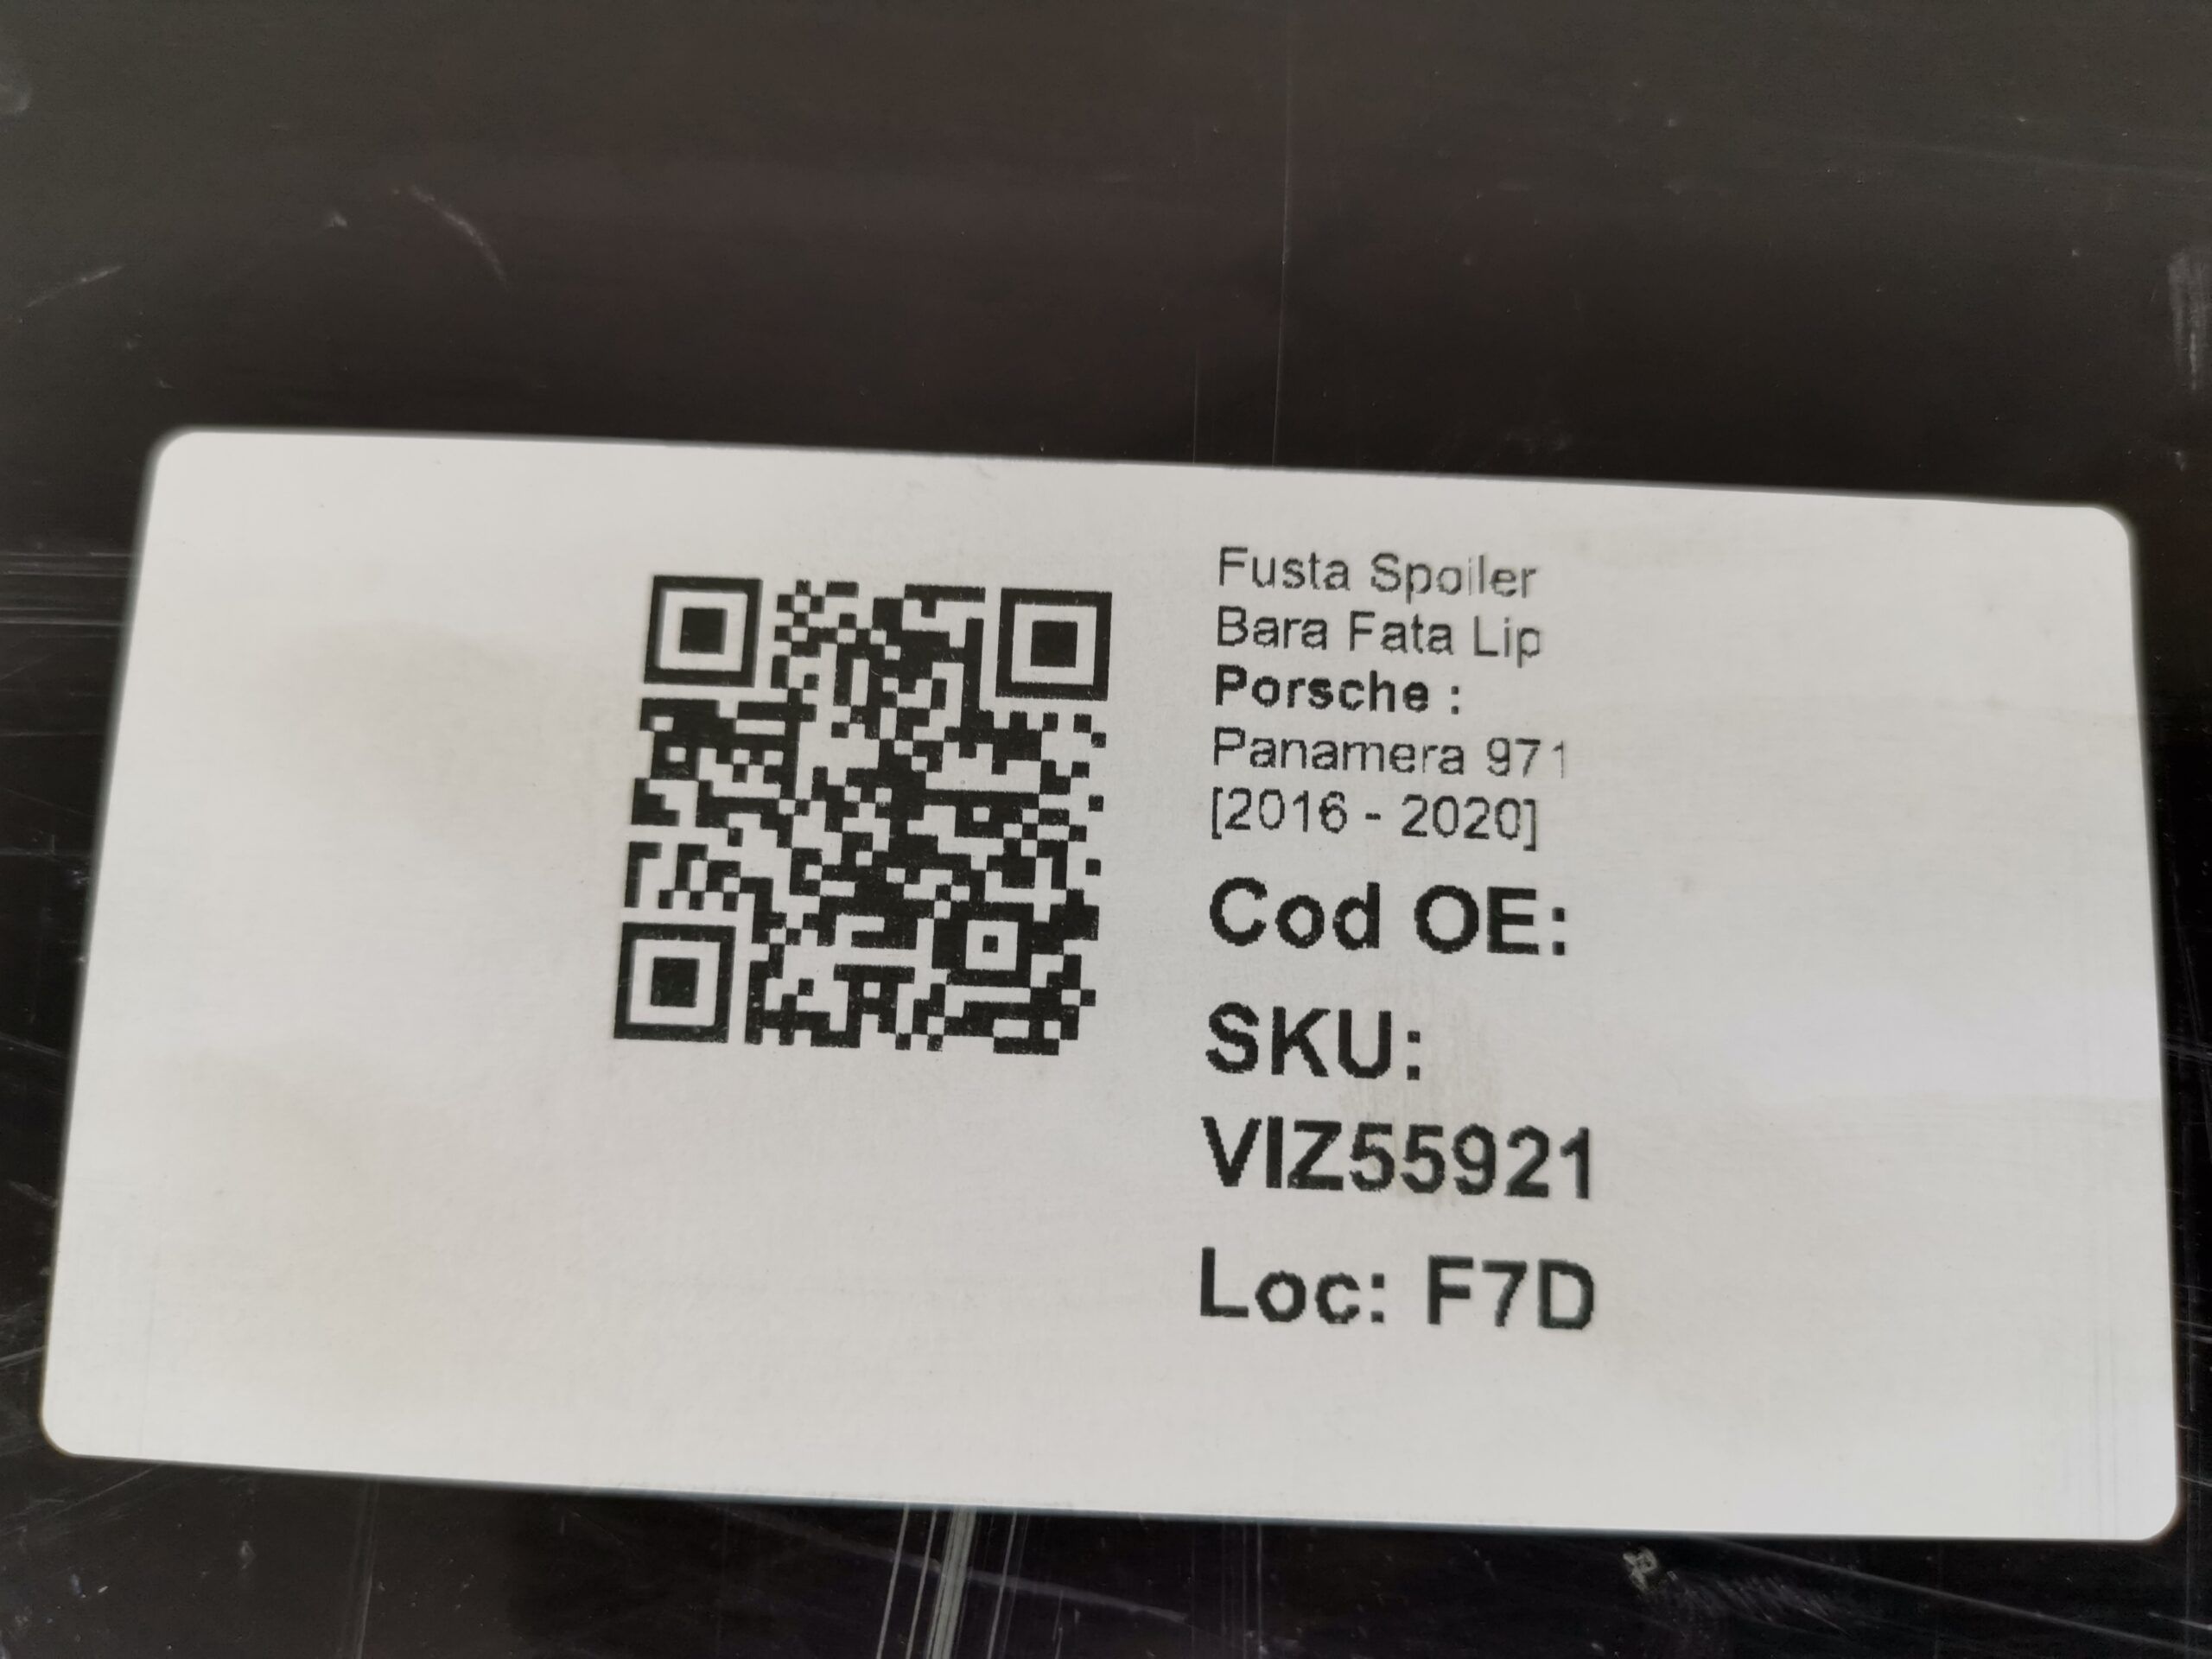 Fusta Spoiler
Bara Fata Lip
Porsche :
Panamera 971
[2016 - 2020]
Cod OE:
SKU:
VIZ55921
Loc: F7D